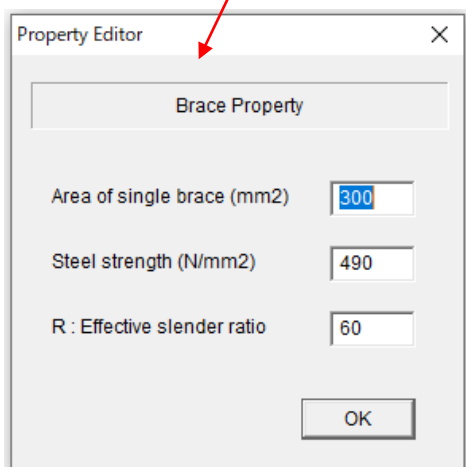 Property Editor
Brace Property
Area of single brace (mm2) 300
Steel strength (N/mm2) 490
R : Effective slender ratio 60
OK